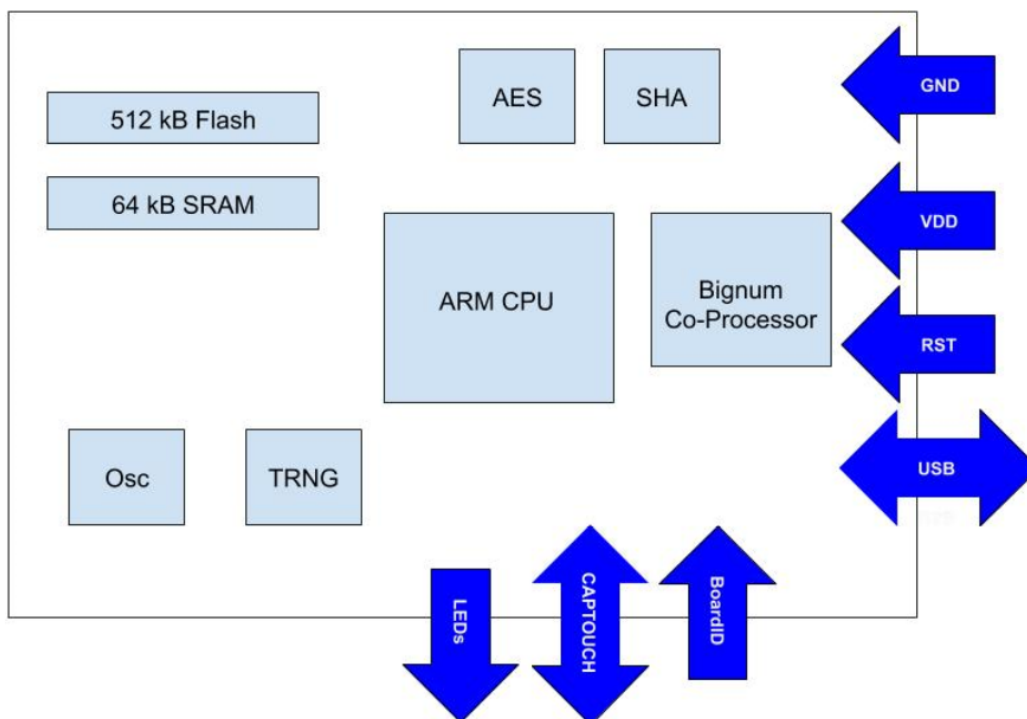 AES
SHA
GND
512 kB Flash
64 kB SRAM
VDD
ARM CPU
Bignum
Co-Processor
RST
Osc
TRNG
USB
LEDs
CAPTOUCH
BoardID